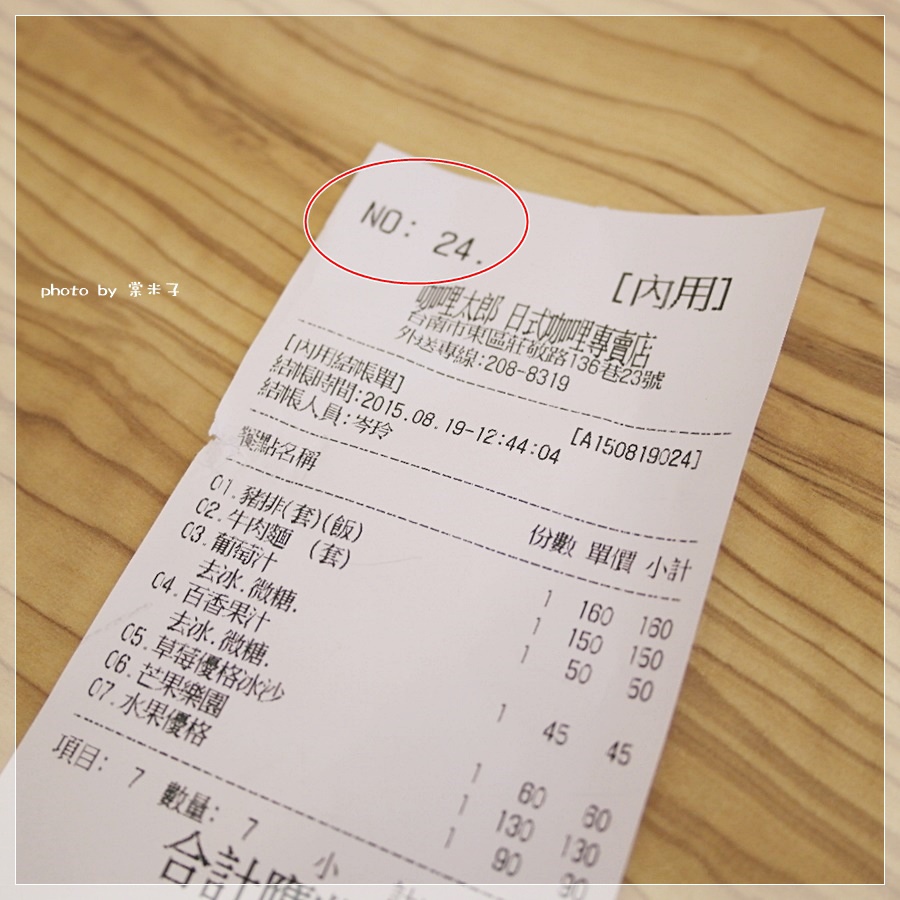 NO: 24.
[內用]
咖哩太郎 日式咖哩專賣店
台南市東區莊敬路136巷23號
外送專線:208-8319
[內用結帳單] [A150819024]
結帳時間:2015.08.19-12:44:04
結帳人員:岑玲
餐點名稱 份數 單價 小計
01.豬排(套)(飯) 1 160 160
02.牛肉麵 (套) 1 150 150
03.葡萄汁 1 50 50
去冰.微糖.
04.百香果汁 1 45 45
去冰.微糖.
05.草莓優格冰沙 1 60 60
06.芒果樂園 1 130 130
07.水果優格 1 90 90
項目: 7 數量: 7 小
合計
photo by 棠米子